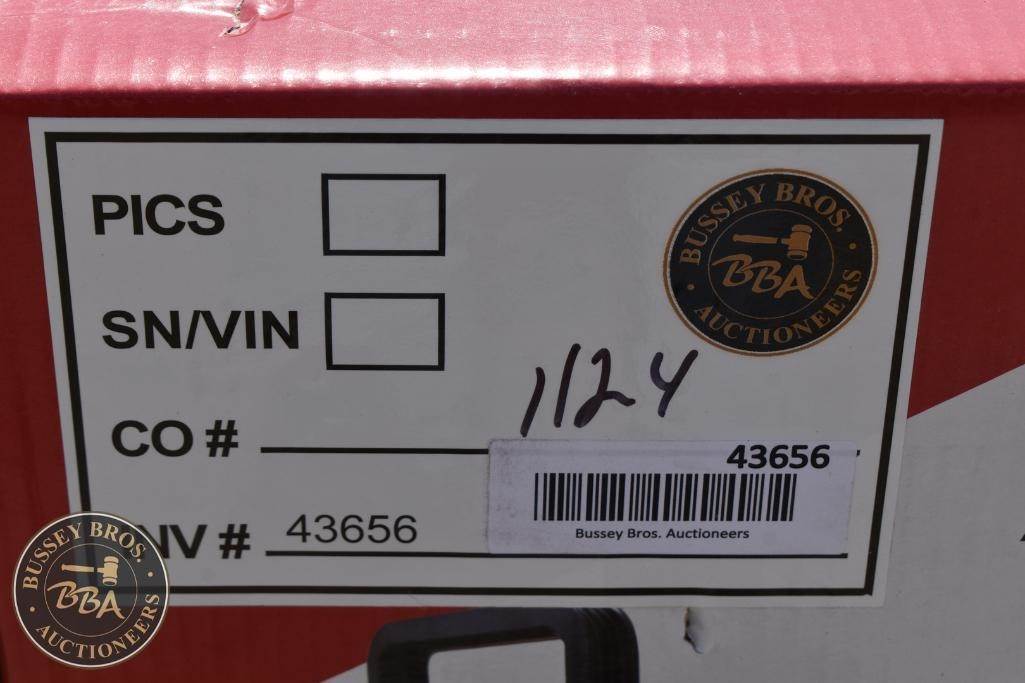 PICS
BUSSEY BROS.
BBA
AUCTIONEERS
SN/VIN
1124
CO #
43656
Bussey Bros. Auctioneers
NV # 43656
BUSSEY BROS.
BBA
AUCTIONEERS